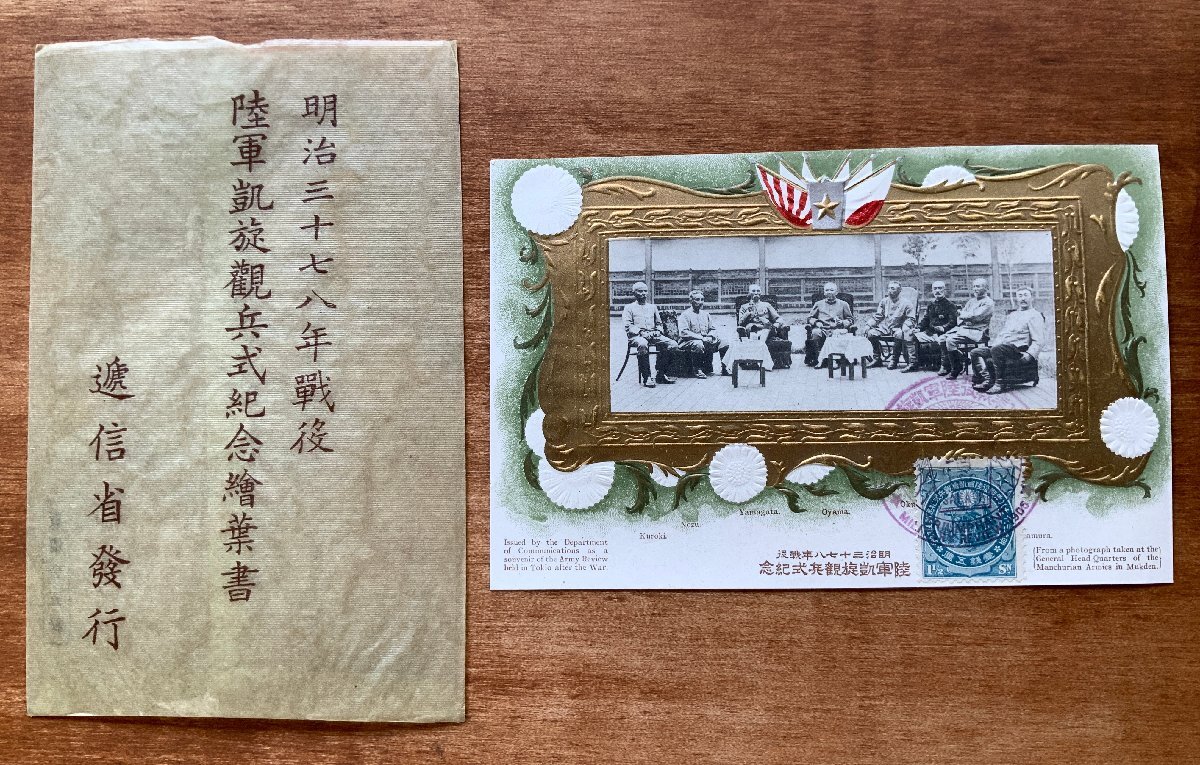 明治三十七八年戰後
陸軍凱旋觀兵式紀念繪葉書
遞信省發行
Nozu.
Yamagata.
Oyama.
Kuroki.
Issued by the Department
of Communications as a
souvenir of the Army Review
held in Tokio after the War.
明治三十七八年戰役
陸軍凱旋觀兵式紀念
(From a photograph taken at the
General Head Quarters of the
Manchurian Armies in Mukden.)
1½ Sn